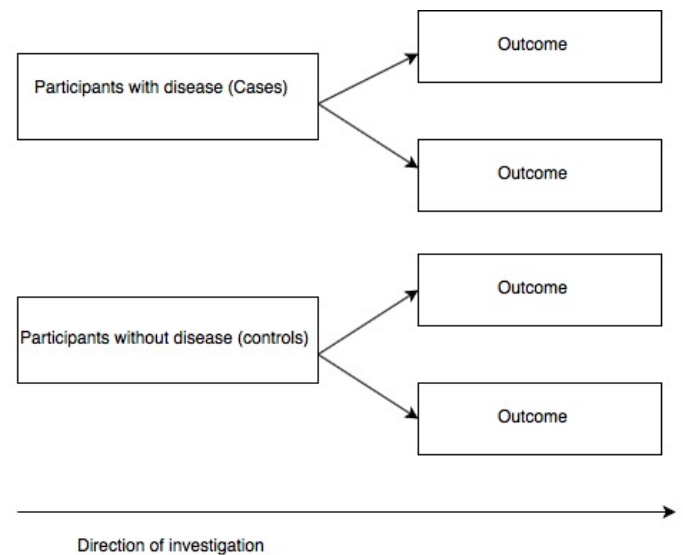 Outcome
Participants with disease (Cases)
Outcome
Outcome
Participants without disease (controls)
Outcome
Direction of investigation